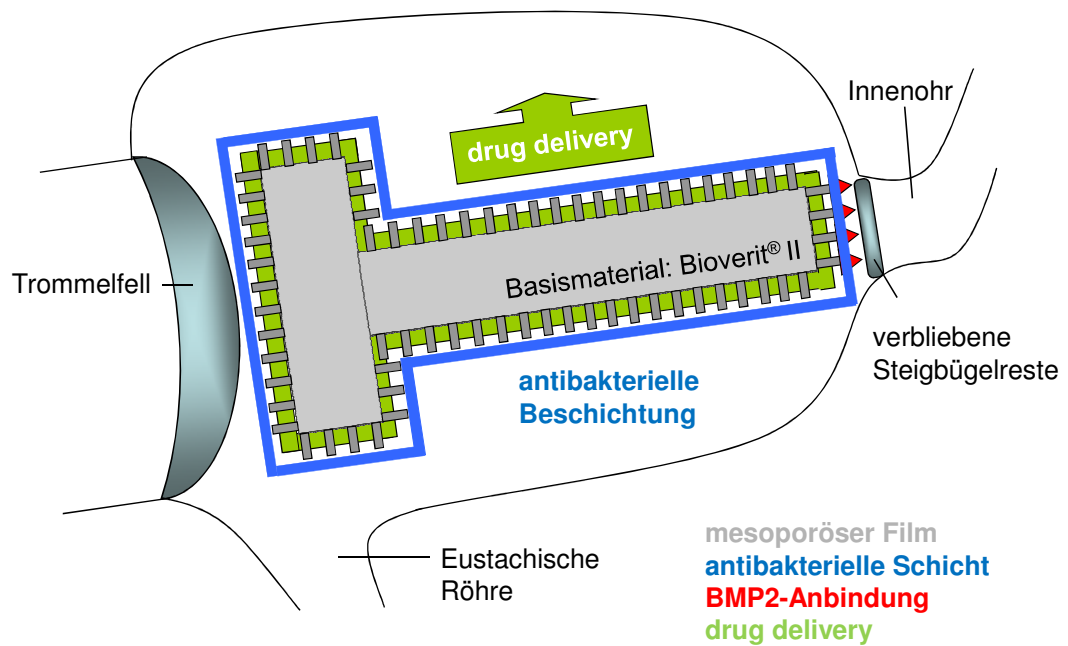 Innenohr
drug delivery
Trommelfell
Basismaterial: Bioverit® II
verbliebene
Steigbügelreste
antibakterielle
Beschichtung
Eustachische
Röhre
mesoporöser Film
antibakterielle Schicht
BMP2-Anbindung
drug delivery